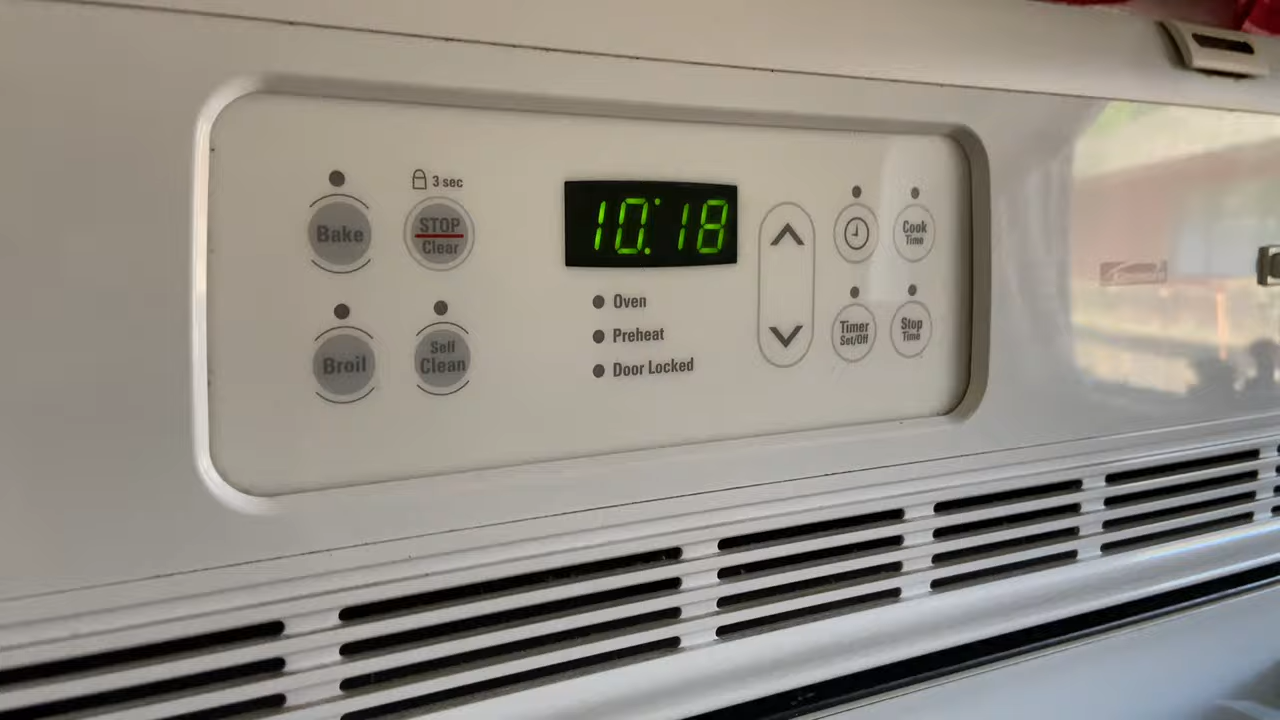 3 sec
Bake
STOP
Clear
10:18
Oven
Preheat
Door Locked
Broil
Self
Clean
Cook
Time
Timer
Set/Off
Stop
Time